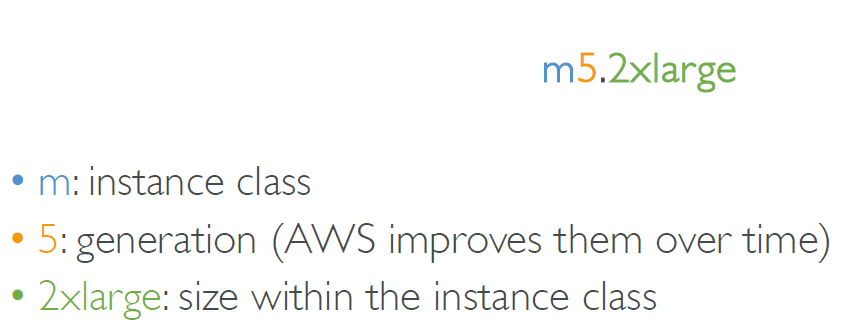 m5.2xlarge
• m: instance class
• 5: generation (AWS improves them over time)
• 2xlarge: size within the instance class